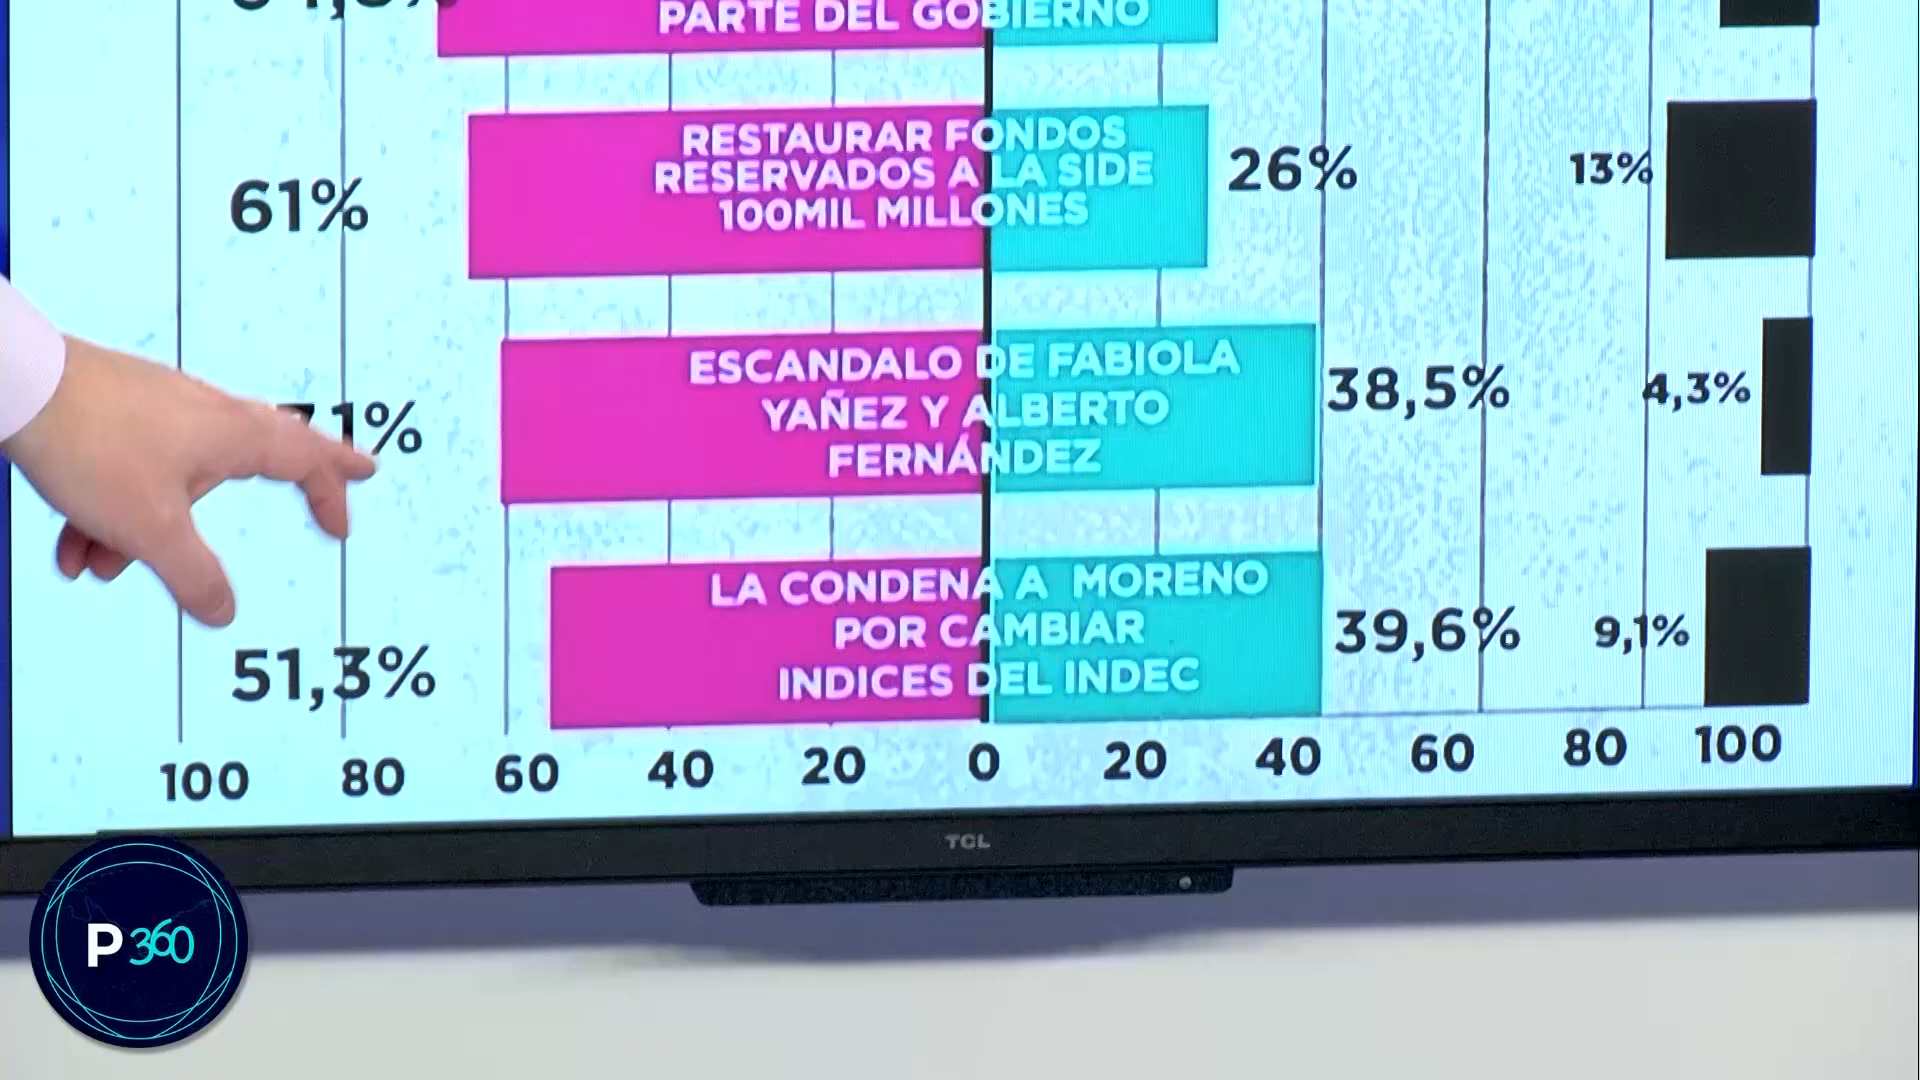 PARTE DEL GOBIERNO
61%
RESTAURAR FONDOS
RESERVADOS A LA SIDE
100MIL MILLONES
26%
13%
7,1%
ESCANDALO DE FABIOLA
YAÑEZ Y ALBERTO
FERNÁNDEZ
38,5%
4,3%
51,3%
LA CONDENA A MORENO
POR CAMBIAR
INDICES DEL INDEC
39,6%
9,1%
100 80 60 40 20 0 20 40 60 80 100
TCL
P360